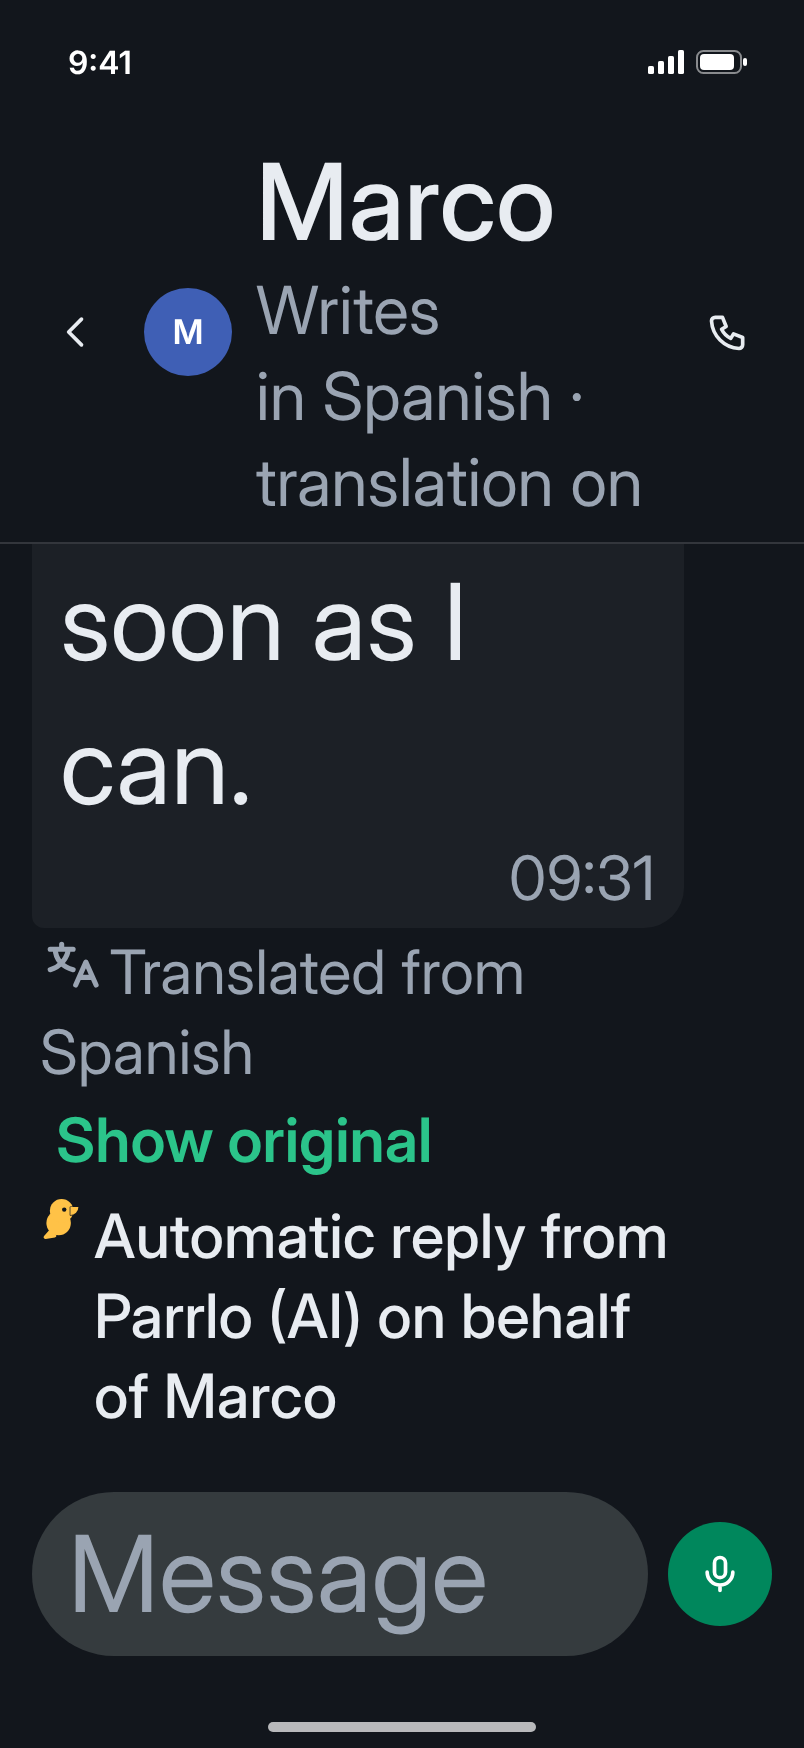 9:41
Marco
M
Writes
in Spanish ·
translation on
soon as I
can.
09:31
Translated from
Spanish
Show original
Automatic reply from
Parrlo (AI) on behalf
of Marco
Message